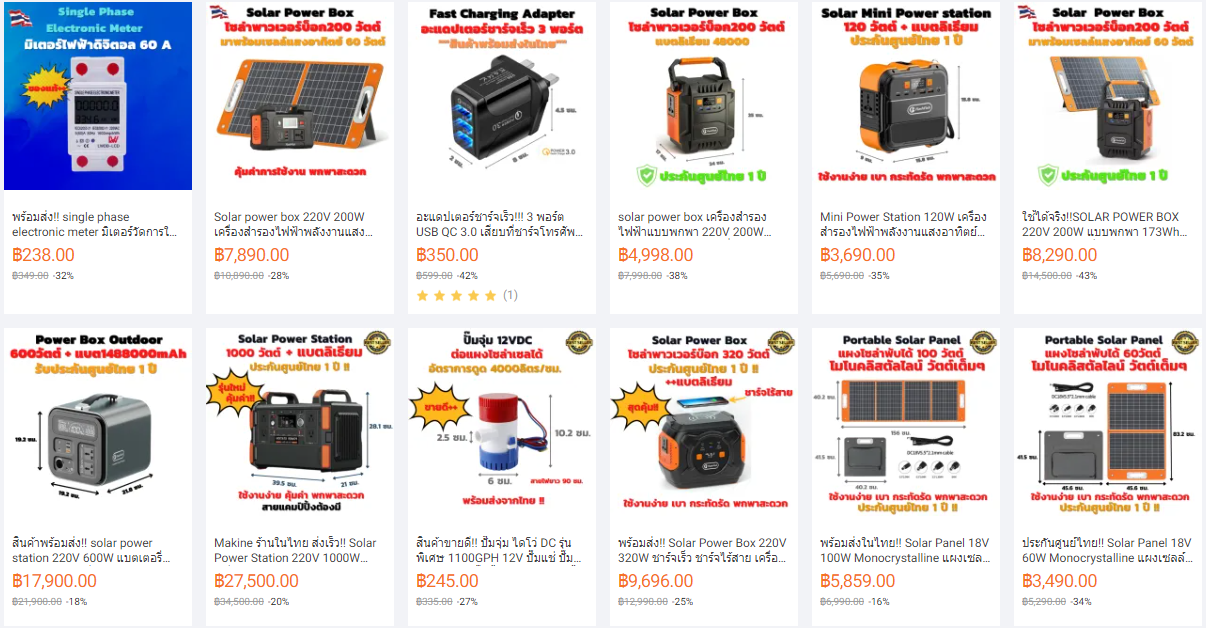 Single Phase
Electronic Meter
มิเตอร์ไฟฟ้าดิจิตอล 60 A
ของแท้++
พร้อมส่ง!! single phase
electronic meter มิเตอร์วัดการใ...
฿238.00
฿349.00 -32%
Solar Power Box
โซล่าพาวเวอร์บ็อก200 วัตต์
มาพร้อมเซลล์แสงอาทิตย์ 60 วัตต์
คุ้มค่าการใช้งาน พกพาสะดวก
Solar power box 220V 200W
เครื่องสำรองไฟฟ้าพลังงานแสง...
฿7,890.00
฿10,890.00 -28%
Fast Charging Adapter
อะแดปเตอร์ชาร์จเร็ว 3 พอร์ต
***สินค้าพร้อมส่งในไทย***
4.5 ซม.
2 ซม.
8 ซม.
อะแดปเตอร์ชาร์จเร็ว!!! 3 พอร์ต
USB QC 3.0 เสียบที่ชาร์จโทรศัพ...
฿350.00
฿599.00 -42%
(1)
Solar Power Box
โซล่าพาวเวอร์บ็อก200 วัตต์
แบตลิเธียม 48000
ประกันศูนย์ไทย 1 ปี
solar power box เครื่องสำรอง
ไฟฟ้าแบบพกพา 220V 200W...
฿4,998.00
฿7,998.00 -38%
Solar Mini Power station
120 วัตต์ + แบตลิเธียม
ประกันศูนย์ไทย 1 ปี
ใช้งานง่าย เบา กระทัดรัด พกพาสะดวก
Mini Power Station 120W เครื่อง
สำรองไฟฟ้าพลังงานแสงอาทิตย์...
฿3,690.00
฿5,690.00 -35%
Solar Power Box
โซล่าพาวเวอร์บ็อก200 วัตต์
มาพร้อมเซลล์แสงอาทิตย์ 60 วัตต์
ประกันศูนย์ไทย 1 ปี
ใช้ได้จริง!!SOLAR POWER BOX
220V 200W แบบพกพา 173Wh...
฿8,290.00
฿14,500.00 -43%
Power Box Outdoor
600วัตต์ + แบต1488000mAh
รับประกันศูนย์ไทย 1 ปี
19.2 ซม.
19.2 ซม.
21.8 ซม.
สินค้าพร้อมส่ง!! solar power
station 220V 600W แบตเตอรี่...
฿17,900.00
฿21,900.00 -18%
Solar Power Station
1000 วัตต์ + แบตลิเธียม
ประกันศูนย์ไทย 1 ปี !!
รุ่นใหม่
คุ้มค่า!!
28.1 ซม.
39.5 ซม.
21 ซม.
ใช้งานง่าย คุ้มค่า พกพาสะดวก
สายแคมป์ปิ้งต้องมี
Makine ร้านในไทย ส่งเร็ว!! Solar
Power Station 220V 1000W
฿27,500.00
฿34,500.00 -20%
ปั๊มจุ่ม 12VDC
ต่อแผงโซล่าเซลได้
อัตราการดูด 4000ลิตร/ชม.
ขายดี++
2.5 ซม.
10.2 ซม.
6 ซม.
สายไฟยาว 90 ซม.
พร้อมส่งจากไทย !!
สินค้าขายดี!! ปั๊มจุ่ม ไดโว่ DC รุ่น
พิเศษ 1100GPH 12V ปั๊มแช่ ปั๊ม...
฿245.00
฿335.00 -27%
Solar Power Box
โซล่าพาวเวอร์บ๊อก 320 วัตต์
ประกันศูนย์ไทย 1 ปี !!
++แบตลิเธียม
ชาร์จไร้สาย
สุดคุ้ม!!
ใช้งานง่าย เบา กระทัดรัด พกพาสะดวก
พร้อมส่ง!! Solar Power Box 220V
320W ชาร์จเร็ว ชาร์จไร้สาย เครื่อ...
฿9,696.00
฿12,990.00 -25%
Portable Solar Panel
แผงโซล่าพับได้ 100 วัตต์
โมโนคลิสตัลไลน์ วัตต์เต็มๆ
40.2 ซม.
41.5 ซม.
40.2 ซม.
ใช้งานง่าย เบา กระทัดรัด พกพาสะดวก
ประกันศูนย์ไทย 1 ปี !!
พร้อมส่งในไทย!! Solar Panel 18V
100W Monocrystalline แผงเซล...
฿5,859.00
฿6,990.00 -16%
Portable Solar Panel
แผงโซล่าพับได้ 60วัตต์
โมโนคลิสตัลไลน์ วัตต์เต็มๆ
83.2 ซม.
41.5 ซม.
45.6 ซม.
45.6 ซม.
ใช้งานง่าย เบา กระทัดรัด พกพาสะดวก
ประกันศูนย์ไทย 1 ปี !!
ประกันศูนย์ไทย!! Solar Panel 18V
60W Monocrystalline แผงเซลล์...
฿3,490.00
฿5,290.00 -34%